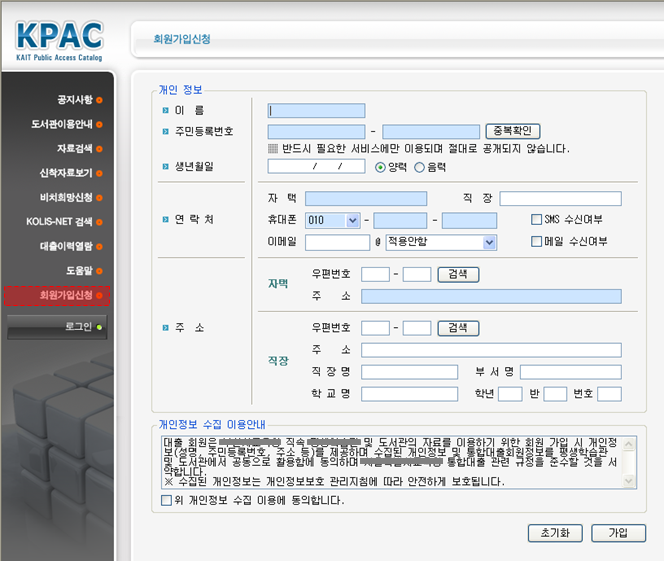 KPAC
KAIT Public Access Catalog
회원가입신청
공지사항
도서관이용안내
자료검색
신착자료보기
비치희망신청
KOLIS-NET 검색
대출이력열람
도움말
회원가입신청
로그인
개인 정보
이 름
주민등록번호 - 중복확인
반드시 필요한 서비스에만 이용되며 절대로 공개되지 않습니다.
생년월일 / / 양력 음력
연 락 처
자 택 직 장
휴대폰 010 - - SMS 수신여부
이메일 @ 적용안함 메일 수신여부
주 소
자택
우편번호 - 검색
주 소
직장
우편번호 - 검색
주 소
직 장 명 부 서 명
학 교 명 학년 반 번호
개인정보 수집 이용안내
대출 회원은 직속 및 도서관의 자료를 이용하기 위한 회원 가입 시 개인정
보(성명, 주민등록번호, 주소 등)를 제공하며 수집된 개인정보 및 통합대출회원정보를 평생학습관
및 도서관에서 공동으로 활용함에 동의하며 통합대출 관련 규정을 준수할 것을 서
약합니다.
※ 수집된 개인정보는 개인정보보호 관리지침에 따라 안전하게 보호됩니다.
위 개인정보 수집 이용에 동의합니다.
초기화 가입